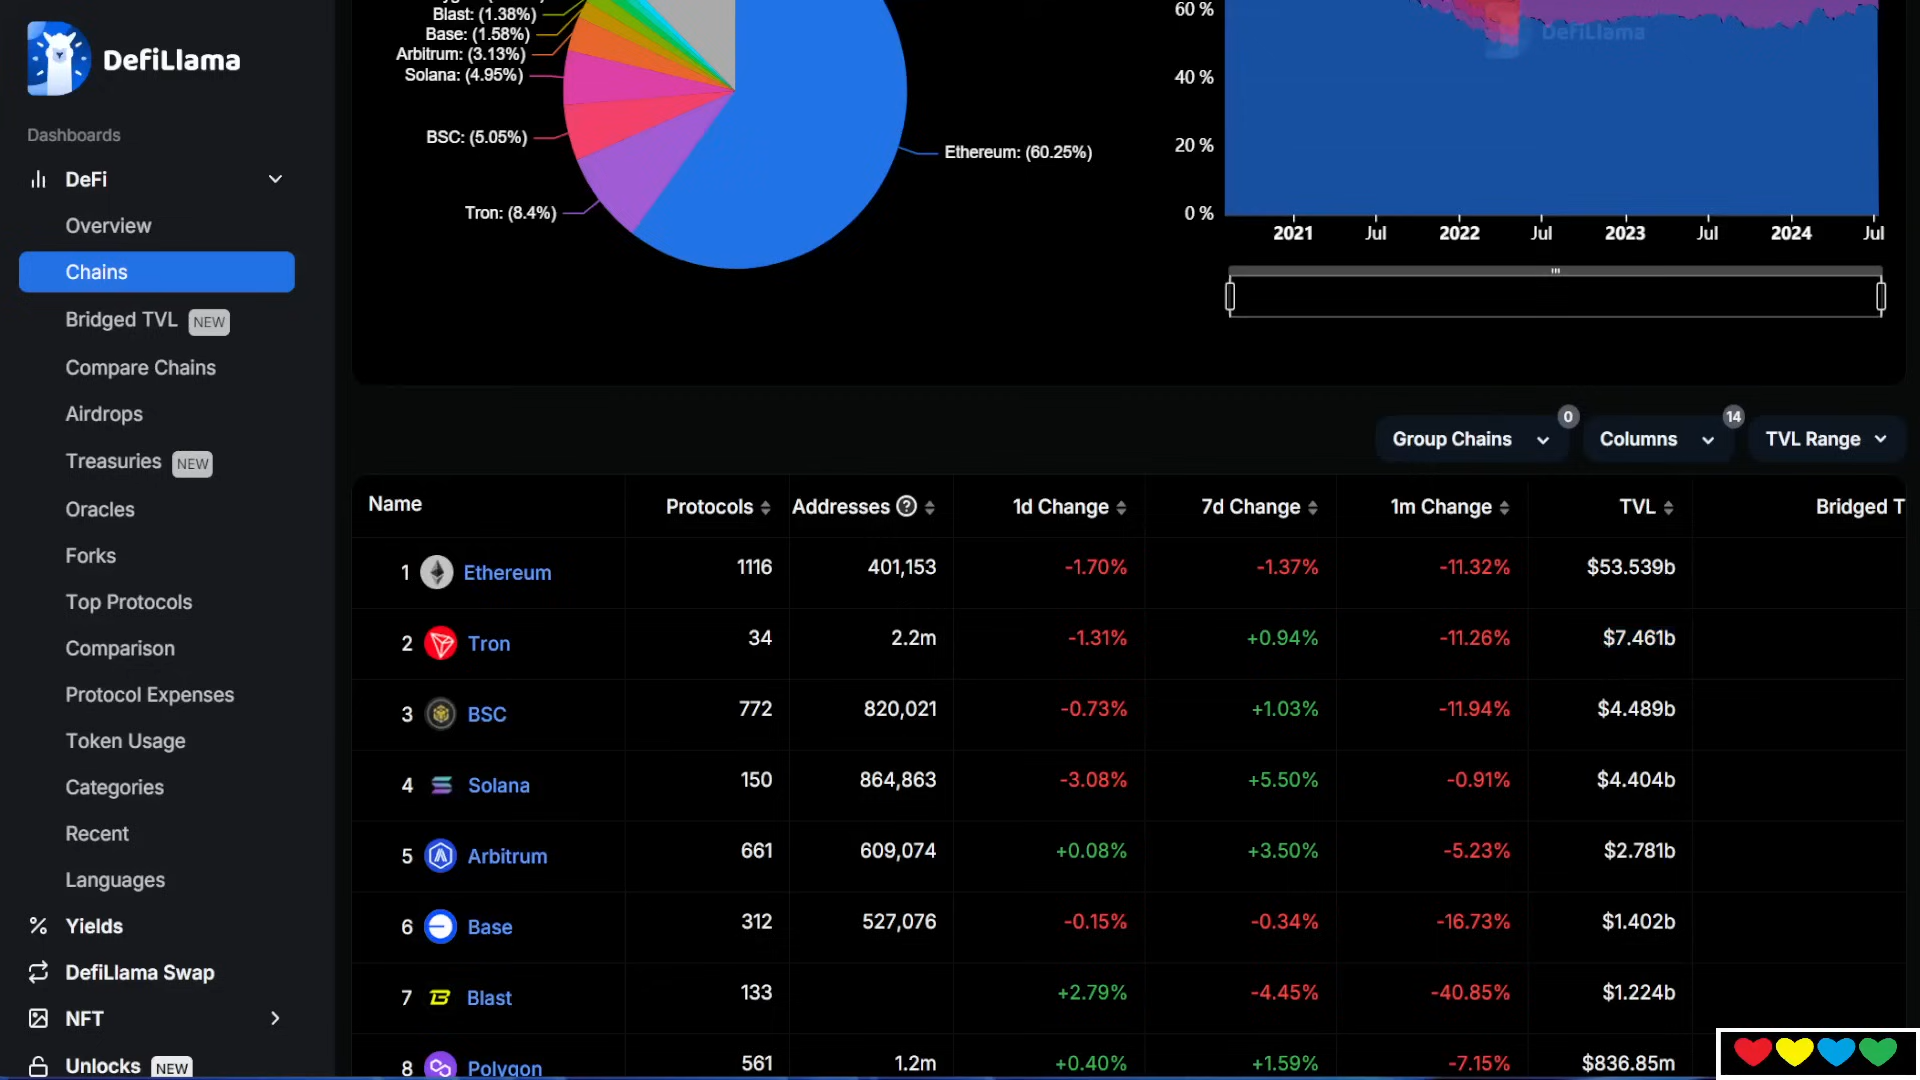 DefiLlama
Dashboards
DeFi
Overview
Chains
Bridged TVL NEW
Compare Chains
Airdrops
Treasuries NEW
Oracles
Forks
Top Protocols
Comparison
Protocol Expenses
Token Usage
Categories
Recent
Languages
Yields
DefiLlama Swap
NFT
Unlocks NEW
Blast: (1.38%)
Base: (1.58%)
Arbitrum: (3.13%)
Solana: (4.95%)
BSC: (5.05%)
Tron: (8.4%)
Ethereum: (60.25%)
DefiLlama
60 %
40 %
20 %
0 %
2021 Jul 2022 Jul 2023 Jul 2024 Jul
Group Chains 0 Columns 14 TVL Range
Name Protocols Addresses ? 1d Change 7d Change 1m Change TVL Bridged T
1 Ethereum 1116 401,153 -1.70% -1.37% -11.32% $53.539b
2 Tron 34 2.2m -1.31% +0.94% -11.26% $7.461b
3 BSC 772 820,021 -0.73% +1.03% -11.94% $4.489b
4 Solana 150 864,863 -3.08% +5.50% -0.91% $4.404b
5 Arbitrum 661 609,074 +0.08% +3.50% -5.23% $2.781b
6 Base 312 527,076 -0.15% -0.34% -16.73% $1.402b
7 Blast 133 +2.79% -4.45% -40.85% $1.224b
8 Polygon 561 1.2m +0.40% +1.59% -7.15% $836.85m